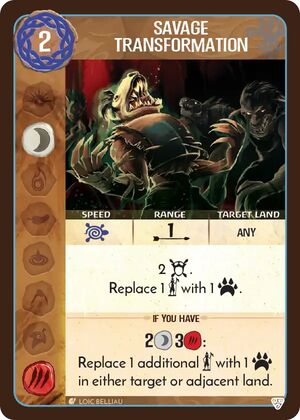 2
SAVAGE
TRANSFORMATION
SPEED RANGE TARGET LAND
1 ANY
2 .
Replace 1 with 1 .
IF YOU HAVE
2 3 :
Replace 1 additional with 1
in either target or adjacent land.
LOIC BELLIAU